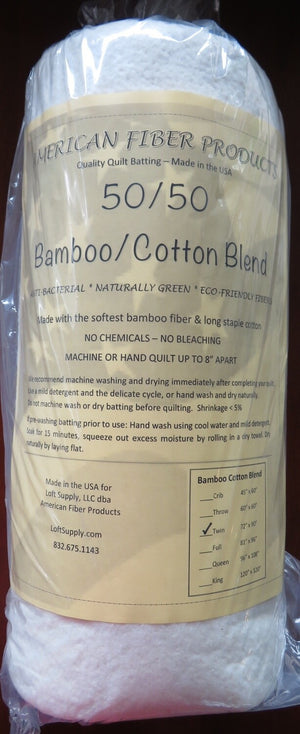 AMERICAN FIBER PRODUCTS
Quality Quilt Batting – Made in the USA
50/50
Bamboo/Cotton Blend
ANTI-BACTERIAL * NATURALLY GREEN * ECO-FRIENDLY
Made with the softest bamboo fiber & long staple cotton
NO CHEMICALS – NO BLEACHING
MACHINE OR HAND QUILT UP TO 8" APART
We recommend machine washing and drying immediately after completing your quilt.
Use a mild detergent and the delicate cycle, or hand wash and dry naturally.
Do not machine wash or dry batting before quilting. Shrinkage < 5%
If pre-washing batting prior to use: Hand wash using cool water and mild detergent.
Soak for 15 minutes, squeeze out excess moisture by rolling in a dry towel. Dry
naturally by laying flat.
Made in the USA for
Loft Supply, LLC dba
American Fiber Products
LoftSupply.com
832.675.1143
Bamboo Cotton Blend
___Crib 45" x 60"
___Throw 60" x 60"
✓ Twin 72" x 90"
___Full 81" x 96"
___Queen 96" x 108"
___King 120" x 120"